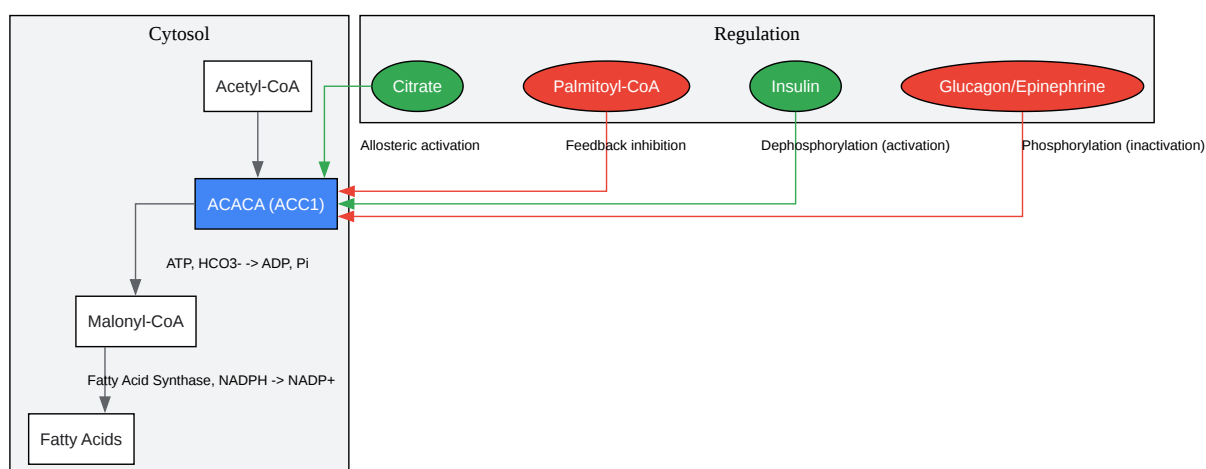 Cytosol
Regulation
Acetyl-CoA
Citrate
Palmitoyl-CoA
Insulin
Glucagon/Epinephrine
Allosteric activation
Feedback inhibition
Dephosphorylation (activation)
Phosphorylation (inactivation)
ACACA (ACC1)
ATP, HCO3- -> ADP, Pi
Malonyl-CoA
Fatty Acid Synthase, NADPH -> NADP+
Fatty Acids